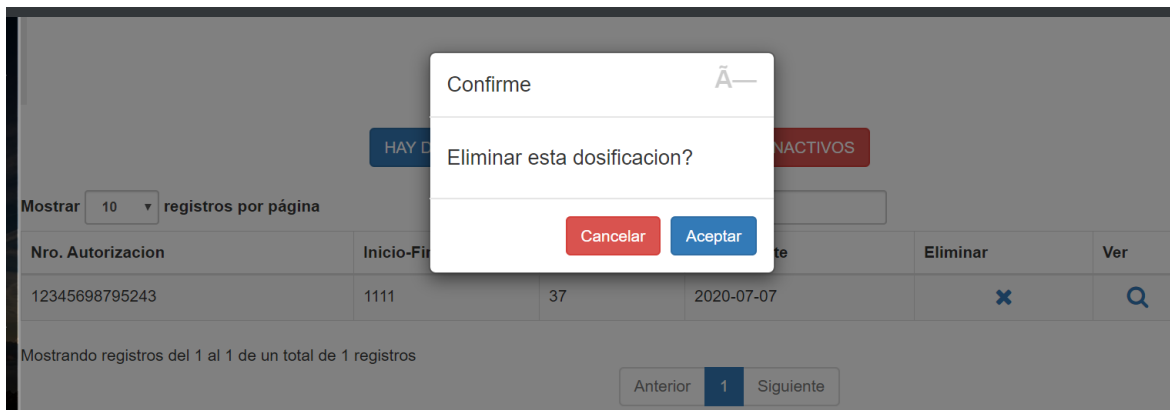 Confirme Ã—
Eliminar esta dosificacion?
Cancelar Aceptar
HAY D NACTIVOS
Mostrar 10 registros por página
Nro. Autorizacion Inicio-Fin te Eliminar Ver
12345698795243 1111 37 2020-07-07
Mostrando registros del 1 al 1 de un total de 1 registros
Anterior 1 Siguiente